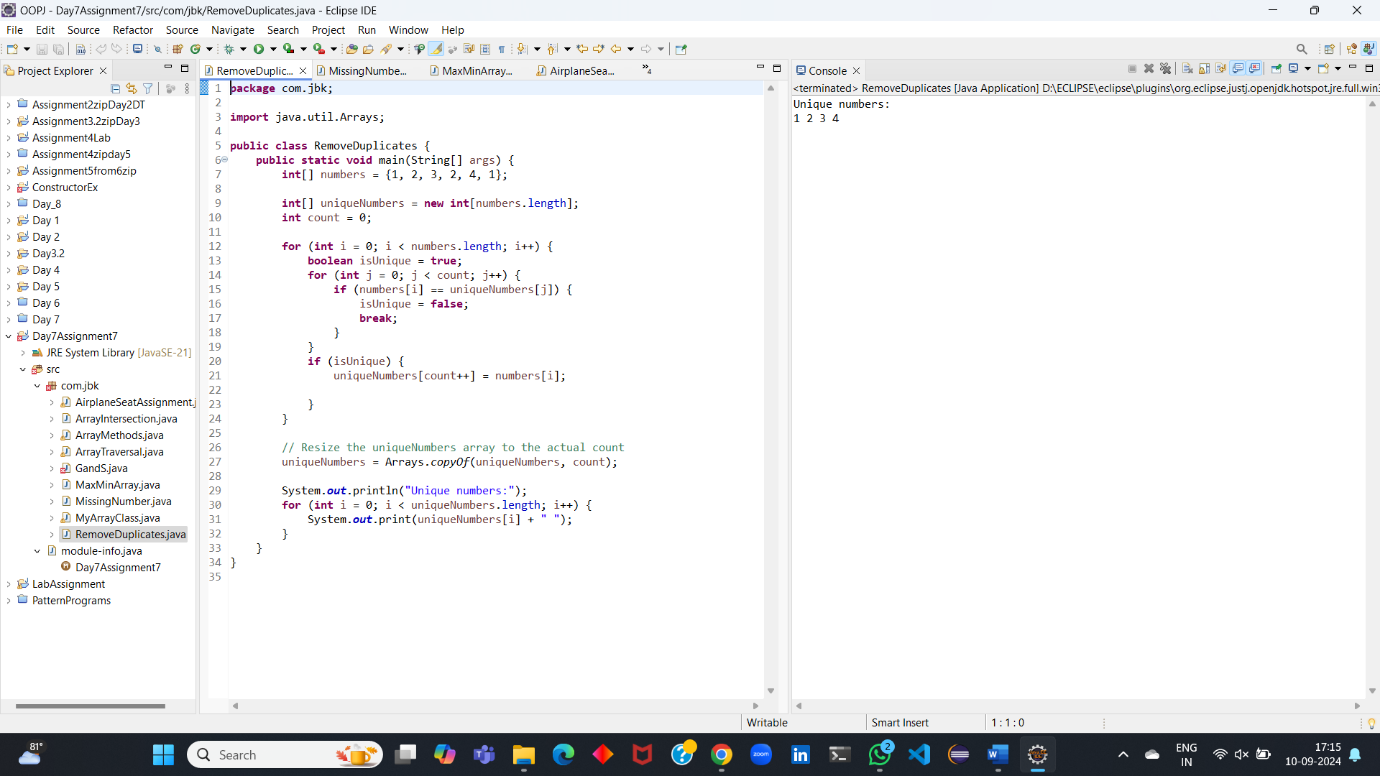 OOPJ - Day7Assignment7/src/com/jbk/RemoveDuplicates.java - Eclipse IDE
File Edit Source Refactor Source Navigate Search Project Run Window Help
Project Explorer
Assignment2zipDay2DT
Assignment3.2zipDay3
Assignment4Lab
Assignment4zipday5
Assignment5from6zip
ConstructorEx
Day_8
Day 1
Day 2
Day3.2
Day 4
Day 5
Day 6
Day 7
Day7Assignment7
JRE System Library [JavaSE-21]
src
com.jbk
AirplaneSeatAssignment.j
ArrayIntersection.java
ArrayMethods.java
ArrayTraversal.java
GandS.java
MaxMinArray.java
MissingNumber.java
MyArrayClass.java
RemoveDuplicates.java
module-info.java
Day7Assignment7
LabAssignment
PatternPrograms
RemoveDuplic... MissingNumbe... MaxMinArray... AirplaneSea... »4
1 package com.jbk;
2
3 import java.util.Arrays;
4
5 public class RemoveDuplicates {
6 public static void main(String[] args) {
7 int[] numbers = {1, 2, 3, 2, 4, 1};
8
9 int[] uniqueNumbers = new int[numbers.length];
10 int count = 0;
11
12 for (int i = 0; i < numbers.length; i++) {
13 boolean isUnique = true;
14 for (int j = 0; j < count; j++) {
15 if (numbers[i] == uniqueNumbers[j]) {
16 isUnique = false;
17 break;
18 }
19 }
20 if (isUnique) {
21 uniqueNumbers[count++] = numbers[i];
22
23 }
24 }
25
26 // Resize the uniqueNumbers array to the actual count
27 uniqueNumbers = Arrays.copyOf(uniqueNumbers, count);
28
29 System.out.println("Unique numbers:");
30 for (int i = 0; i < uniqueNumbers.length; i++) {
31 System.out.print(uniqueNumbers[i] + " ");
32 }
33 }
34 }
35
Console
<terminated> RemoveDuplicates [Java Application] D:\ECLIPSE\eclipse\plugins\org.eclipse.justj.openjdk.hotspot.jre.full.win3
Unique numbers:
1 2 3 4
Writable Smart Insert 1 : 1 : 0
81°
Search
zoom
2
ENG
IN
17:15
10-09-2024